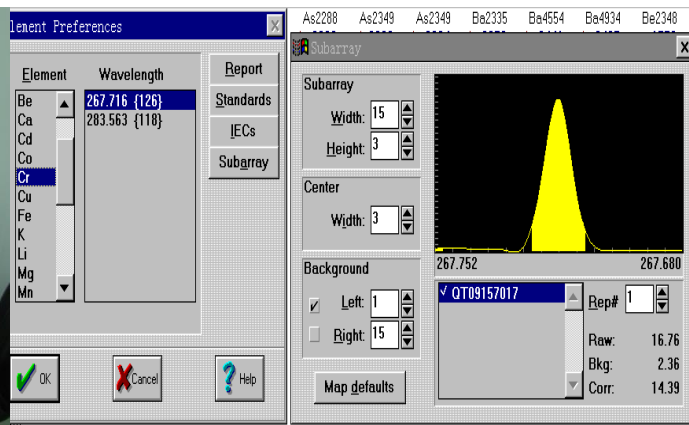 As2288 As2349 As2349 Ba2335 Ba4554 Ba4934 Be2348
lement Preferences
Element Wavelength
Be
Ca
Cd
Co
Cr
Cu
Fe
K
Li
Mg
Mn
267.716 {126}
283.563 {118}
Report
Standards
IECs
Subarray
OK
Cancel
Help
Subarray
Subarray
Width: 15
Height: 3
Center
Width: 3
Background
Left: 1
Right: 15
Map defaults
267.752 267.680
QT09157017
Rep# 1
Raw: 16.76
Bkg: 2.36
Corr: 14.39